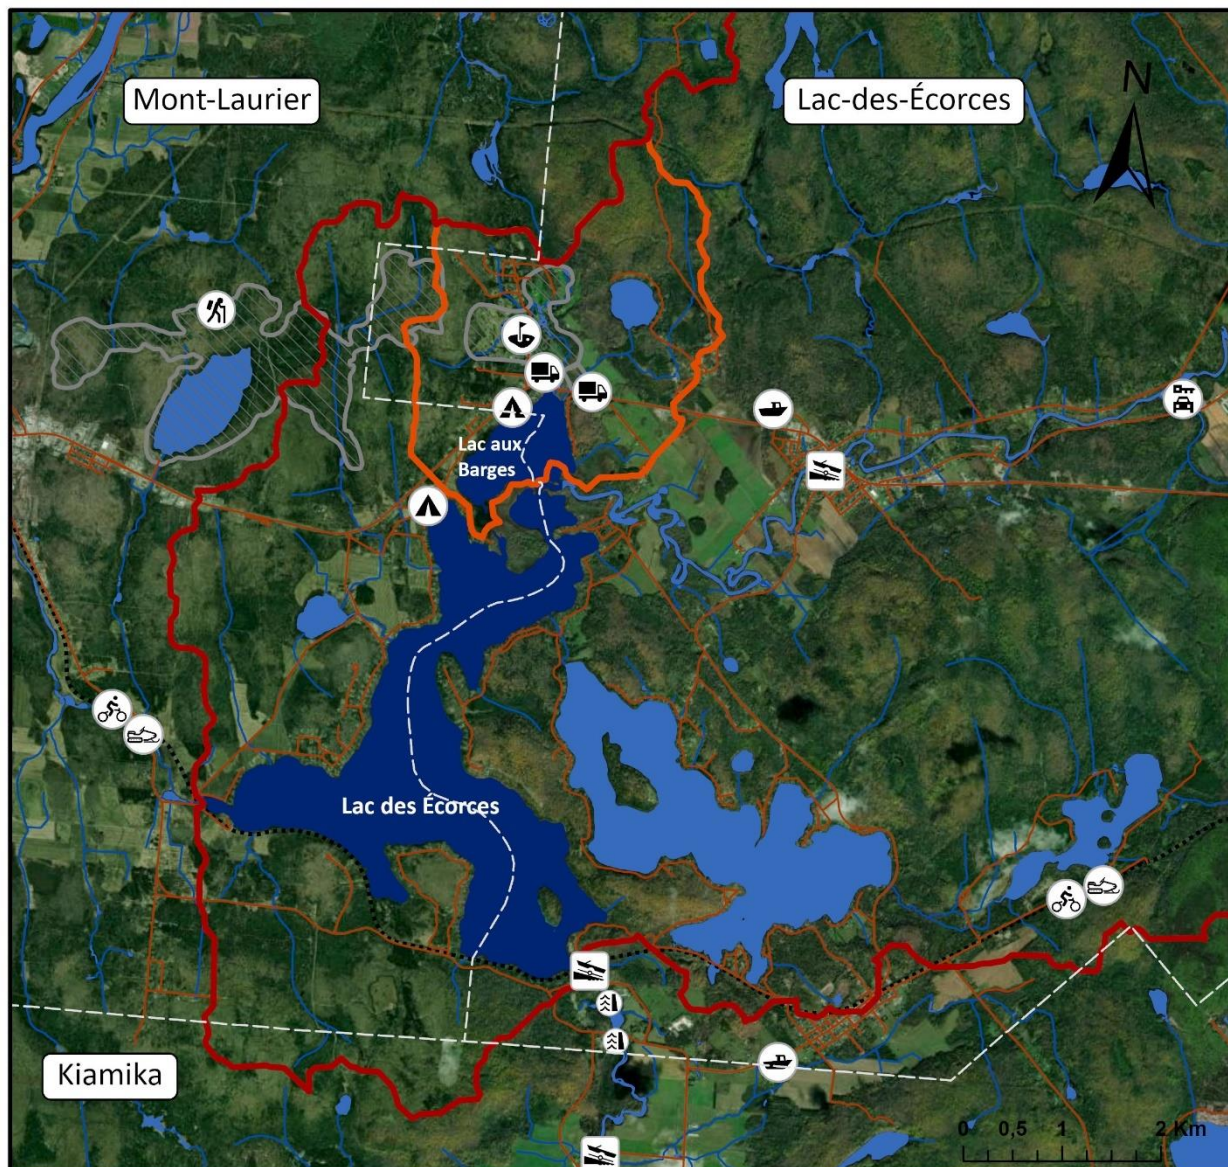 Mont-Laurier
Lac-des-Écorces
N
Lac aux
Barges
Lac des Écorces
Kiamika
0 0,5 1 2 Km